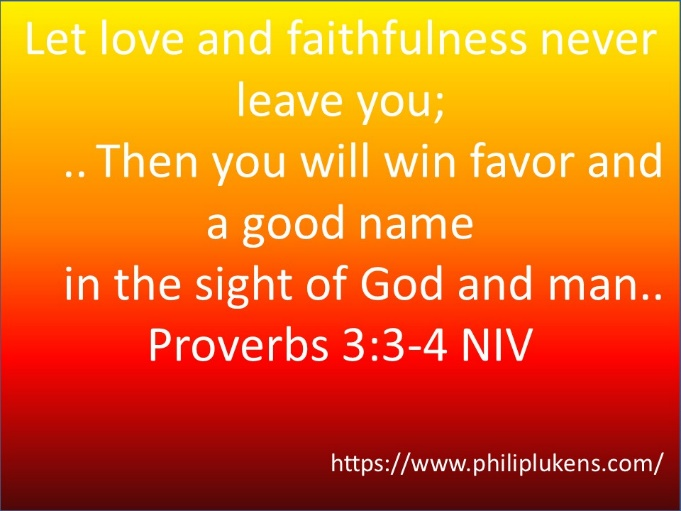 Let love and faithfulness never
leave you;
.. Then you will win favor and
a good name
in the sight of God and man..
Proverbs 3:3-4 NIV
https://www.philiplukens.com/